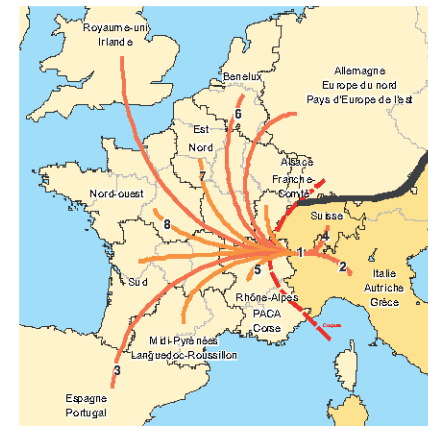 Royaume-uni
Irlande
Benelux
Allemagne
Europe du nord
Pays d'Europe de l'est
6
Est
Nord
7
Alsace
Franche-
Comté
Nord-ouest
8
Suisse
4
1
2
5
Sud
Italie
Autriche
Grèce
Rhône-Alpes
PACA
Corse
Midi-Pyrénées
Languedoc-Roussillon
3
Espagne
Portugal